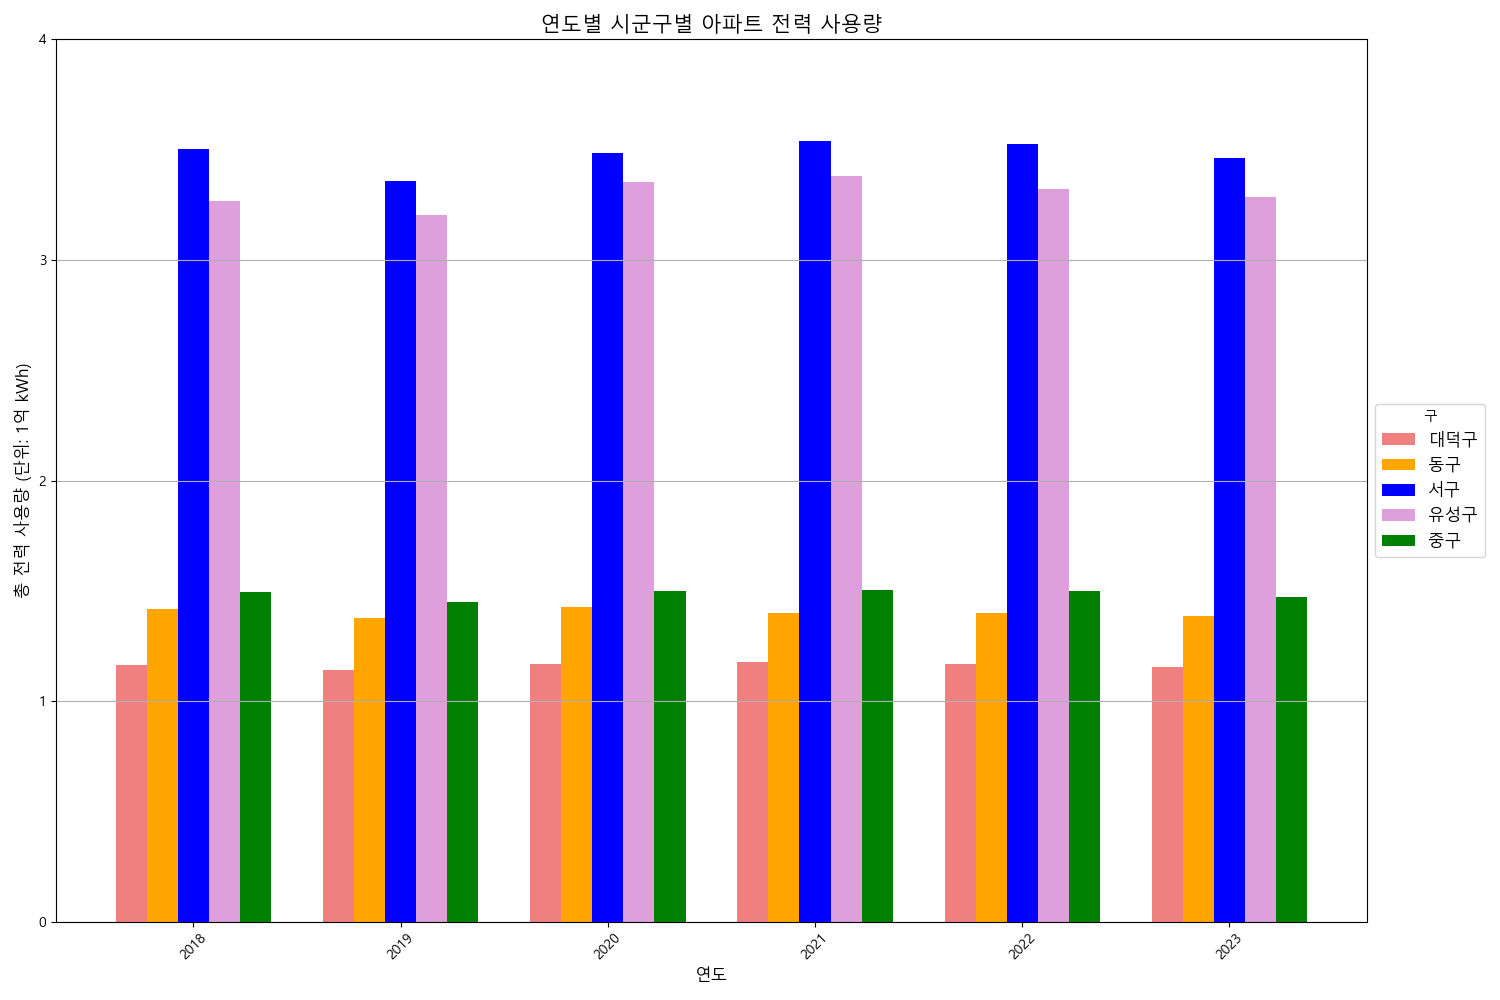 연도별 시군구별 아파트 전력 사용량
총 전력 사용량 (단위: 1억 kWh)
4
3
2
1
0
2018
2019
2020
2021
2022
2023
연도
구
대덕구
동구
서구
유성구
중구